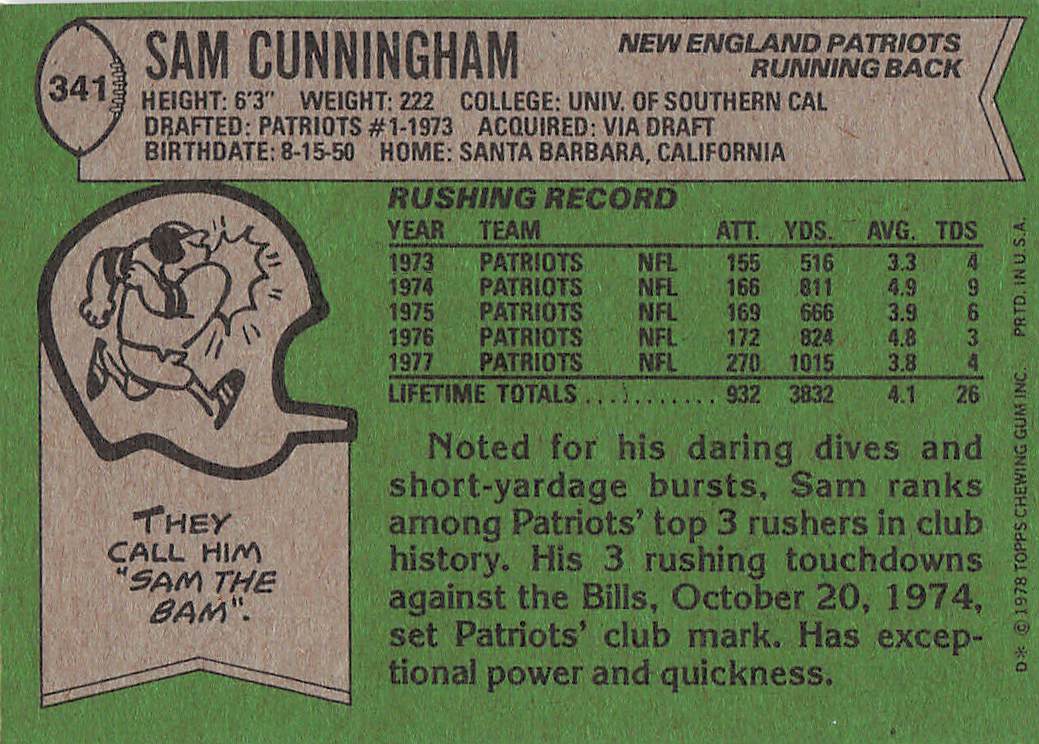 341
SAM CUNNINGHAM
NEW ENGLAND PATRIOTS
RUNNING BACK
HEIGHT: 6'3" WEIGHT: 222 COLLEGE: UNIV. OF SOUTHERN CAL
DRAFTED: PATRIOTS #1-1973 ACQUIRED: VIA DRAFT
BIRTHDATE: 8-15-50 HOME: SANTA BARBARA, CALIFORNIA
RUSHING RECORD
YEAR TEAM ATT. YDS. AVG. TDS
1973 PATRIOTS NFL 155 516 3.3 4
1974 PATRIOTS NFL 166 811 4.9 9
1975 PATRIOTS NFL 169 666 3.9 6
1976 PATRIOTS NFL 172 824 4.8 3
1977 PATRIOTS NFL 270 1015 3.8 4
LIFETIME TOTALS ............ 932 3832 4.1 26
Noted for his daring dives and
short-yardage bursts, Sam ranks
among Patriots' top 3 rushers in club
history. His 3 rushing touchdowns
against the Bills, October 20, 1974,
set Patriots' club mark. Has excep-
tional power and quickness.
THEY
CALL HIM
"SAM THE
BAM".
D* © 1978 TOPPS CHEWING GUM INC. PRTD. IN U.S.A.